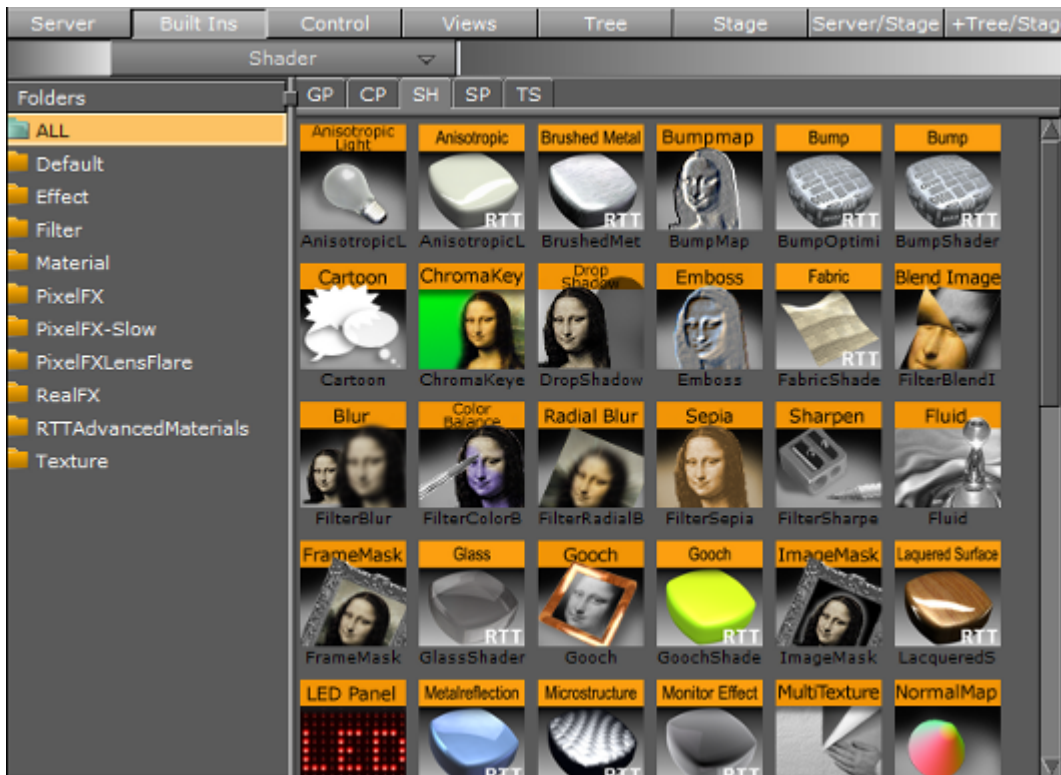 Server Built Ins Control Views Tree Stage Server/Stage +Tree/Stag
Shader
Folders
GP CP SH SP TS
ALL
Default
Effect
Filter
Material
PixelFX
PixelFX-Slow
PixelFXLensFlare
RealFX
RTTAdvancedMaterials
Texture
Anisotropic Light Anisotropic Brushed Metal Bumpmap Bump Bump
RTT RTT RTT RTT
AnisotropicL AnisotropicL BrushedMet BumpMap BumpOptimi BumpShader
Cartoon ChromaKey Drop Shadow Emboss Fabric Blend Image
RTT
Cartoon ChromaKeye DropShadow Emboss FabricShade FilterBlendI
Blur Color Balance Radial Blur Sepia Sharpen Fluid
FilterBlur FilterColorB FilterRadialB FilterSepia FilterSharpe Fluid
FrameMask Glass Gooch Gooch ImageMask Laquered Surface
RTT RTT RTT
FrameMask GlassShader Gooch GoochShade ImageMask LacqueredS
LED Panel Metalreflection Microstructure Monitor Effect MultiTexture NormalMap
LED RTT RTT RTT